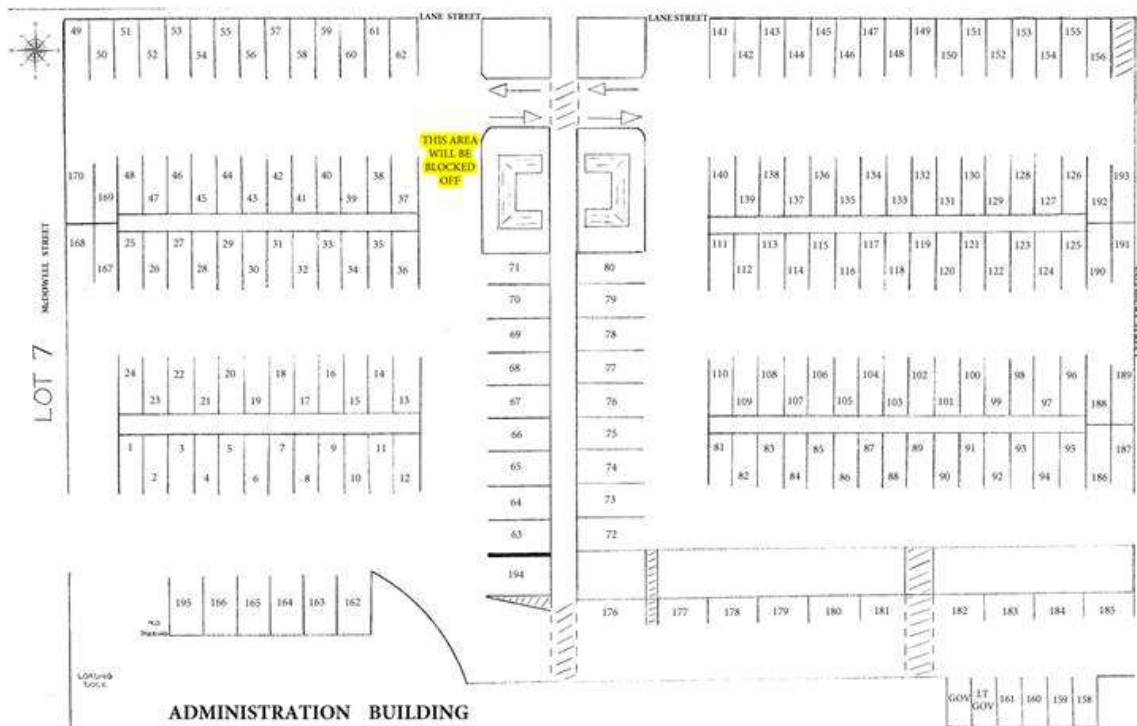 LANE STREET
LANE STREET
49 51 53 55 57 59 61
50 52 54 56 58 60 62
141 143 145 147 149 151 153 155
142 144 146 148 150 152 154 156
THIS AREA
WILL BE
BLOCKED
OFF
170 48 46 44 42 40 38
169 47 45 43 41 39 37
168 25 27 29 31 33 35
167 26 28 30 32 34 36
140 138 136 134 132 130 128 126 193
139 137 135 133 131 129 127 192
111 113 115 117 119 121 123 125 191
112 114 116 118 120 122 124 190
McDOWELL STREET
LOT 7
71 80
70 79
69 78
68 77
67 76
66 75
65 74
64 73
63 72
194
24 22 20 18 16 14
23 21 19 17 15 13
1 3 5 7 9 11
2 4 6 8 10 12
110 108 106 104 102 100 98 96 189
109 107 105 103 101 99 97 188
81 83 85 87 89 91 93 95 187
82 84 86 88 90 92 94 186
195 166 165 164 163 162
176 177 178 179 180 181 182 183 184 185
NO
PARKING
LOADING
DOCK
GOV LT GOV 161 160 159 158
ADMINISTRATION BUILDING